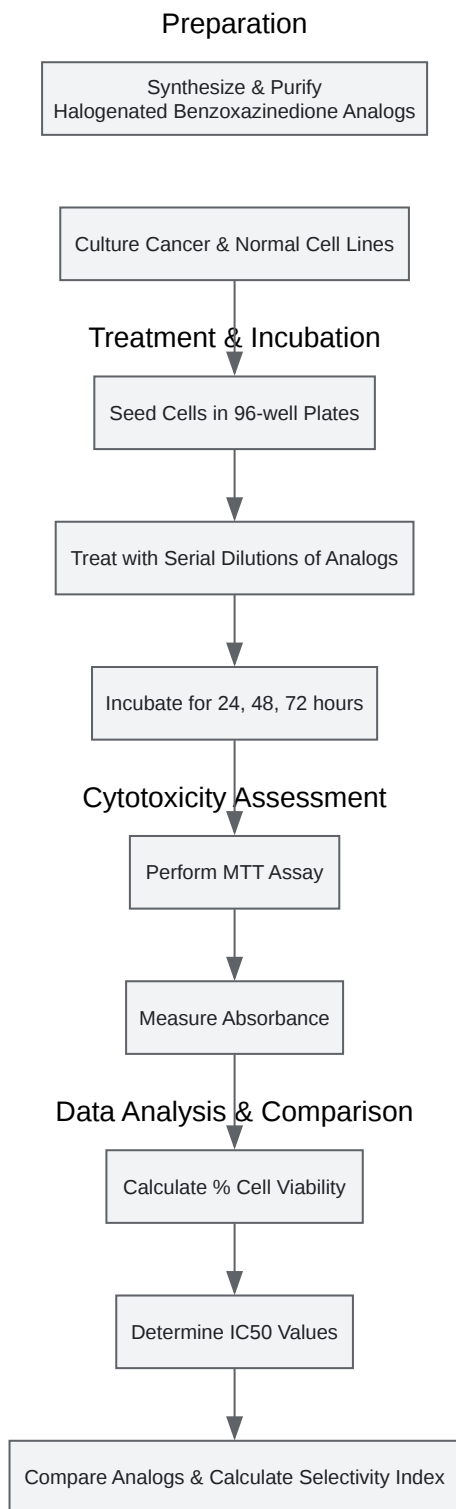 Preparation
Synthesize & Purify
Halogenated Benzoxazinedione Analogs
Culture Cancer & Normal Cell Lines
Treatment & Incubation
Seed Cells in 96-well Plates
Treat with Serial Dilutions of Analogs
Incubate for 24, 48, 72 hours
Cytotoxicity Assessment
Perform MTT Assay
Measure Absorbance
Data Analysis & Comparison
Calculate % Cell Viability
Determine IC50 Values
Compare Analogs & Calculate Selectivity Index